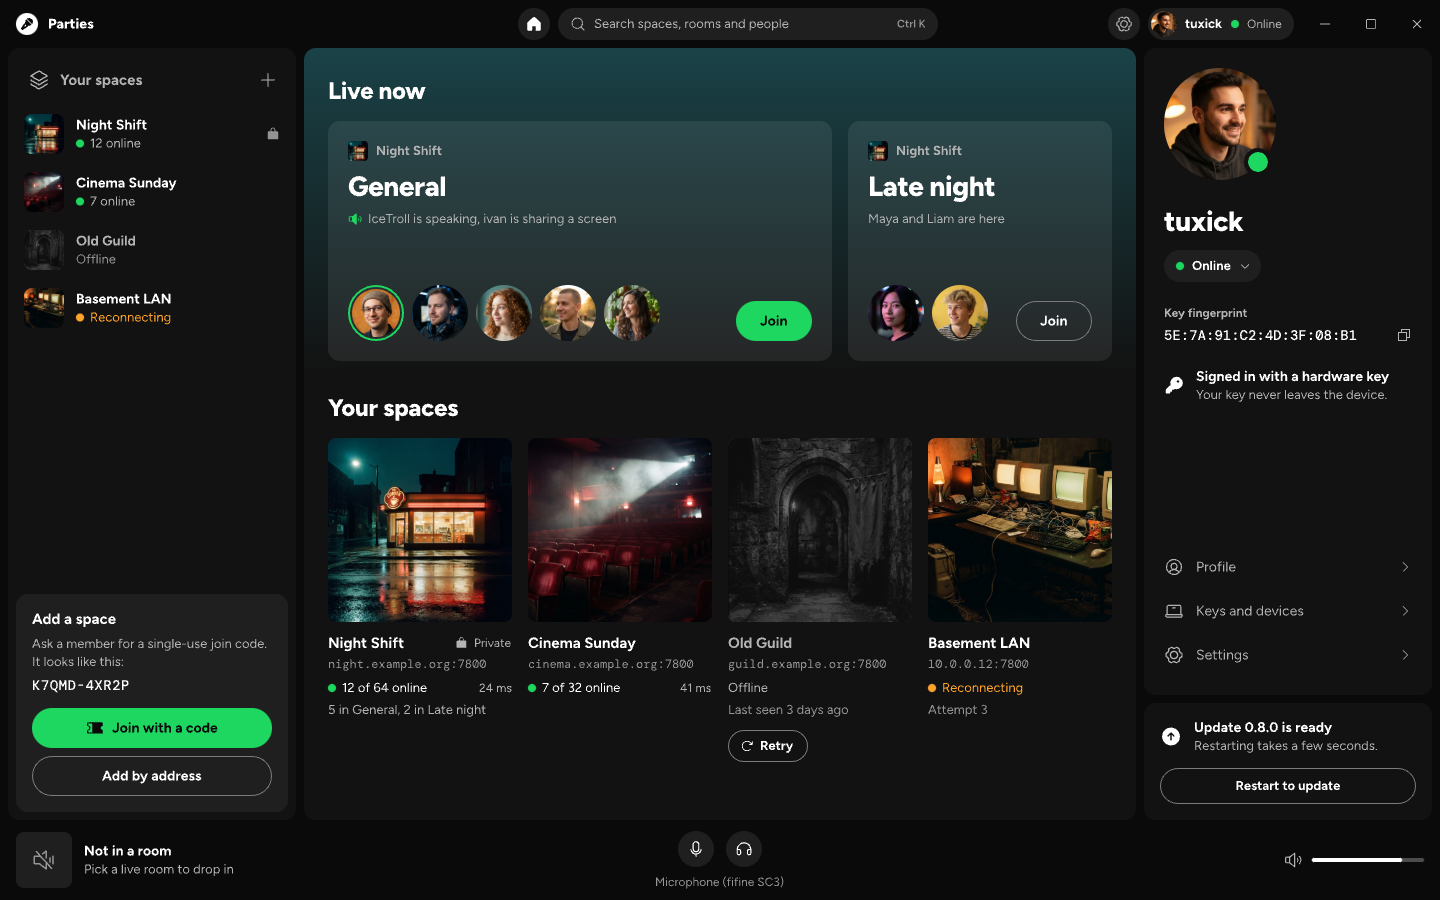 Parties
Search spaces, rooms and people
Ctrl K
tuxick
Online
Your spaces
Night Shift
12 online
Cinema Sunday
7 online
Old Guild
Offline
Basement LAN
Reconnecting
Add a space
Ask a member for a single-use join code.
It looks like this:
K7QMD-4XR2P
Join with a code
Add by address
Live now
Night Shift
General
IceTroll is speaking, ivan is sharing a screen
Join
Night Shift
Late night
Maya and Liam are here
Join
Your spaces
Night Shift
Private
night.example.org:7800
12 of 64 online
24 ms
5 in General, 2 in Late night
Cinema Sunday
cinema.example.org:7800
7 of 32 online
41 ms
Old Guild
guild.example.org:7800
Offline
Last seen 3 days ago
Retry
Basement LAN
10.0.0.12:7800
Reconnecting
Attempt 3
tuxick
Online
Key fingerprint
5E:7A:91:C2:4D:3F:08:B1
Signed in with a hardware key
Your key never leaves the device.
Profile
Keys and devices
Settings
Update 0.8.0 is ready
Restarting takes a few seconds.
Restart to update
Not in a room
Pick a live room to drop in
Microphone (fifine SC3)